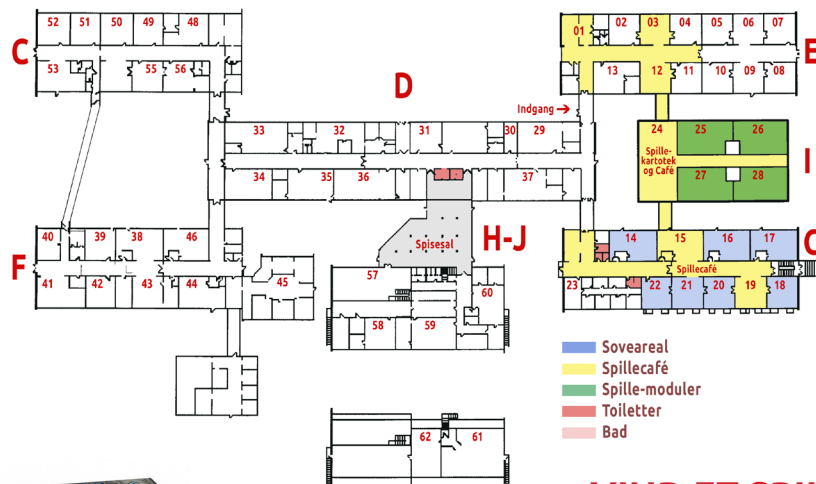 52 51 50 49 48
C
53 55 56
D
01 02 03 04 05 06 07
E
13 12 11 10 09 08
Indgang
33 32 31 30 29
34 35 36 37
24 25 26
Spille-
kartotek
og Café
I
27 28
40 39 38 46
F
41 42 43 44 45
Spisesal
H-J
57
60
58 59
14 15 16 17
Spillecafé
23 22 21 20 19 18
62 61
Soveareal
Spillecafé
Spille-moduler
Toiletter
Bad